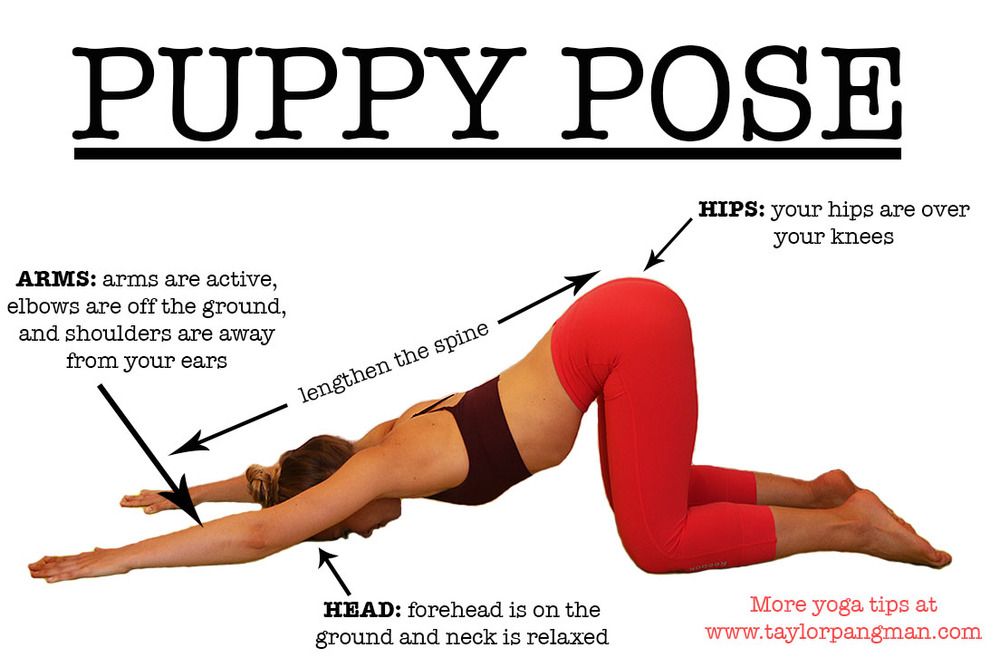 PUPPY POSE
HIPS: your hips are over
your knees
ARMS: arms are active,
elbows are off the ground,
and shoulders are away
from your ears
lengthen the spine
HEAD: forehead is on the
ground and neck is relaxed
Reebok
More yoga tips at
www.taylorpangman.com